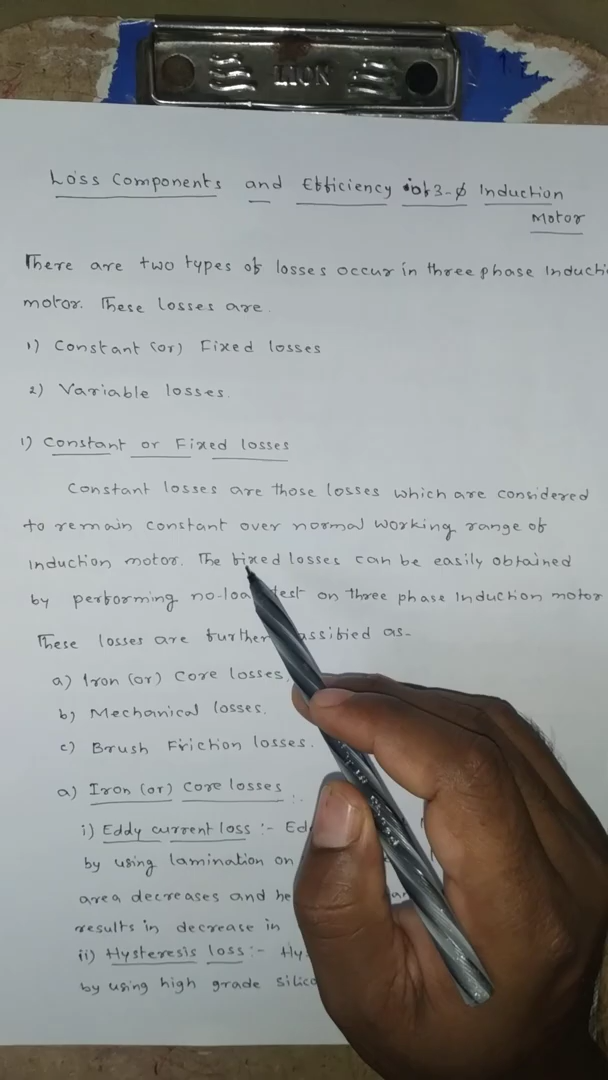 LION
Loss Components and Efficiency of 3-ϕ Induction
Motor
There are two types of losses occur in three phase Inducti
motor. These losses are.
1) Constant (or) Fixed losses
2) Variable losses.
1) Constant or Fixed losses
Constant losses are those losses which are considered
to remain constant over normal working range of
Induction motor. The fixed losses can be easily obtained
by performing no-load test on three phase Induction motor
These losses are further assified as-
a) Iron (or) Core losses,
b) Mechanical losses.
c) Brush Friction losses.
a) Iron (or) Core losses :-
i) Eddy current loss :- Ed
by using lamination on
area decreases and he
results in decrease in
ii) Hysteresis loss :- Hy
by using high grade silico